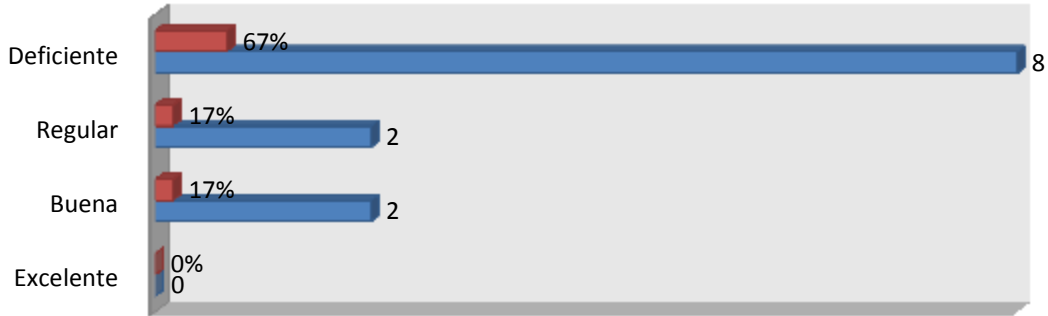 Deficiente 67% 8
Regular 17% 2
Buena 17% 2
Excelente 0% 0